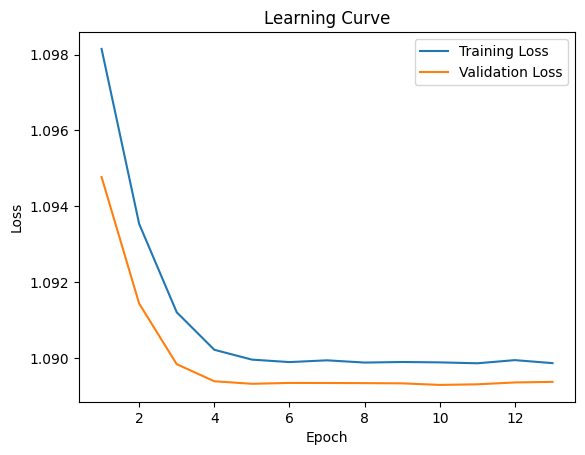 Learning Curve
Training Loss
Validation Loss
1.098
1.096
1.094
1.092
1.090
Loss
2 4 6 8 10 12
Epoch